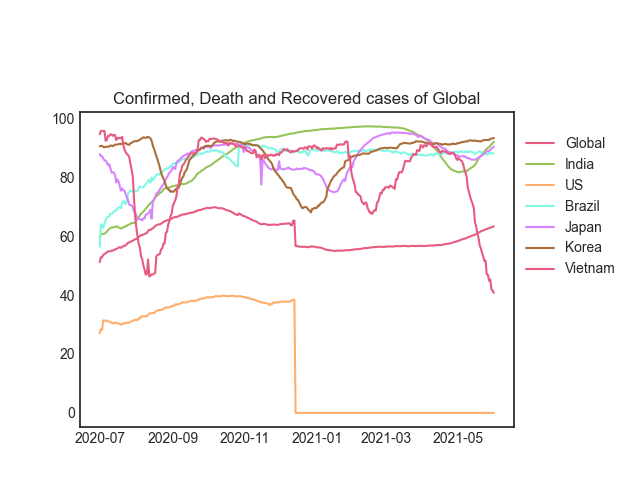 Confirmed, Death and Recovered cases of Global
100
80
60
40
20
0
2020-07
2020-09
2020-11
2021-01
2021-03
2021-05
Global
India
US
Brazil
Japan
Korea
Vietnam